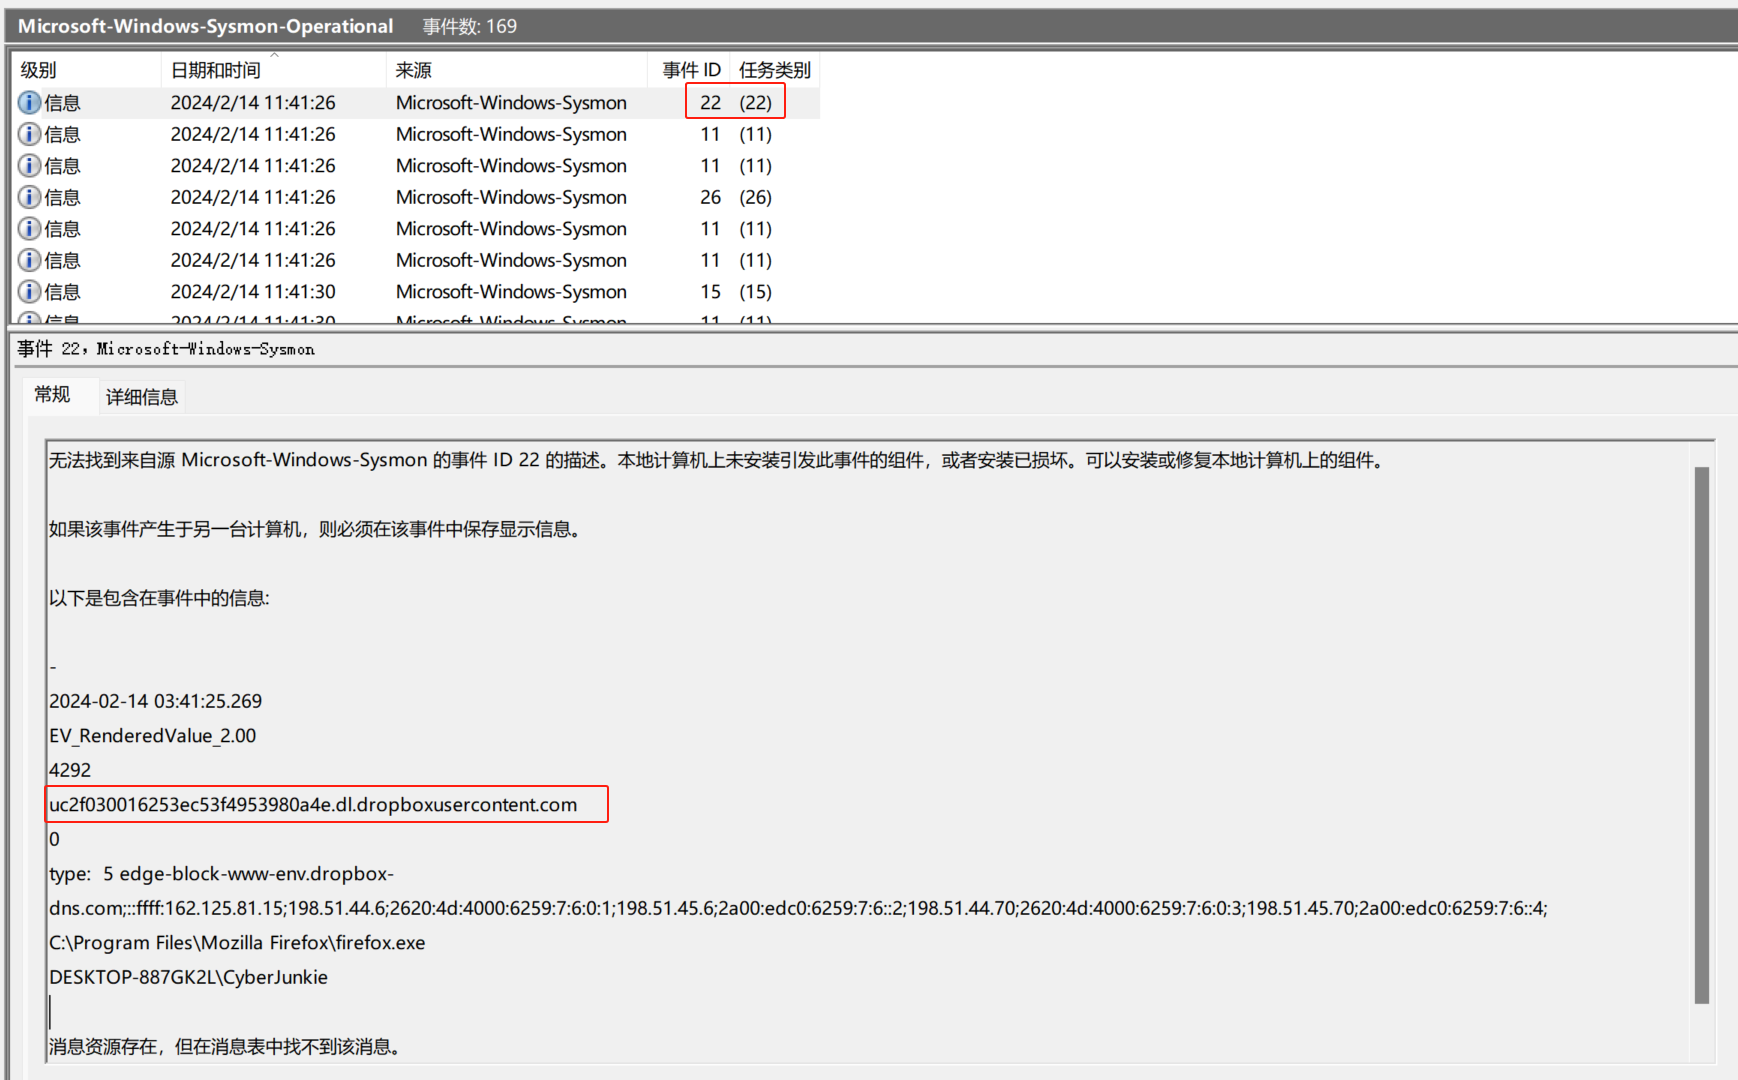 Microsoft-Windows-Sysmon-Operational 事件数: 169
级别 日期和时间 来源 事件 ID 任务类别
信息 2024/2/14 11:41:26 Microsoft-Windows-Sysmon 22 (22)
信息 2024/2/14 11:41:26 Microsoft-Windows-Sysmon 11 (11)
信息 2024/2/14 11:41:26 Microsoft-Windows-Sysmon 11 (11)
信息 2024/2/14 11:41:26 Microsoft-Windows-Sysmon 26 (26)
信息 2024/2/14 11:41:26 Microsoft-Windows-Sysmon 11 (11)
信息 2024/2/14 11:41:26 Microsoft-Windows-Sysmon 11 (11)
信息 2024/2/14 11:41:30 Microsoft-Windows-Sysmon 15 (15)
信息 2024/2/14 11:41:30 Microsoft-Windows-Sysmon 11 (11)
事件 22，Microsoft-Windows-Sysmon
常规 详细信息
无法找到来自源 Microsoft-Windows-Sysmon 的事件 ID 22 的描述。本地计算机上未安装引发此事件的组件，或者安装已损坏。可以安装或修复本地计算机上的组件。
如果该事件产生于另一台计算机，则必须在该事件中保存显示信息。
以下是包含在事件中的信息:
-
2024-02-14 03:41:25.269
EV_RenderedValue_2.00
4292
uc2f030016253ec53f4953980a4e.dl.dropboxusercontent.com
0
type:  5 edge-block-www-env.dropbox-
dns.com;::ffff:162.125.81.15;198.51.44.6;2620:4d:4000:6259:7:6:0:1;198.51.45.6;2a00:edc0:6259:7:6::2;198.51.44.70;2620:4d:4000:6259:7:6:0:3;198.51.45.70;2a00:edc0:6259:7:6::4;
C:\Program Files\Mozilla Firefox\firefox.exe
DESKTOP-887GK2L\CyberJunkie
消息资源存在，但在消息表中找不到该消息。